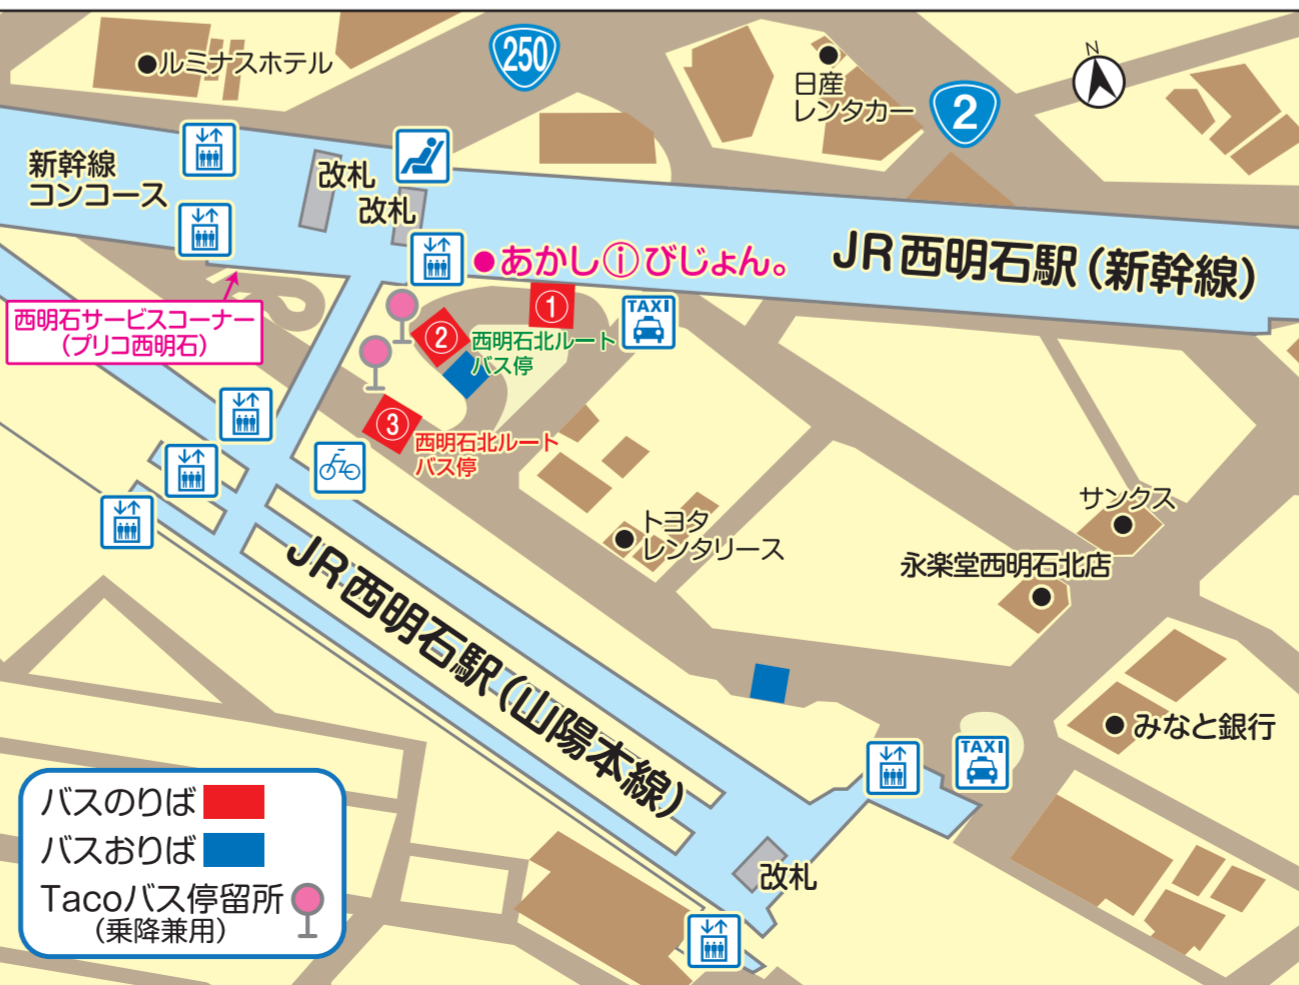 ルミナスホテル
250
日産
レンタカー
2
N
新幹線
コンコース
改札
改札
JR西明石駅(新幹線)
●あかしⓘびじょん。
西明石サービスコーナー
(プリコ西明石)
①
TAXI
②
西明石北ルート
バス停
③
西明石北ルート
バス停
サンクス
トヨタ
レンタリース
永楽堂西明石北店
JR西明石駅(山陽本線)
みなと銀行
TAXI
改札
バスのりば
バスおりば
Tacoバス停留所
(乗降兼用)